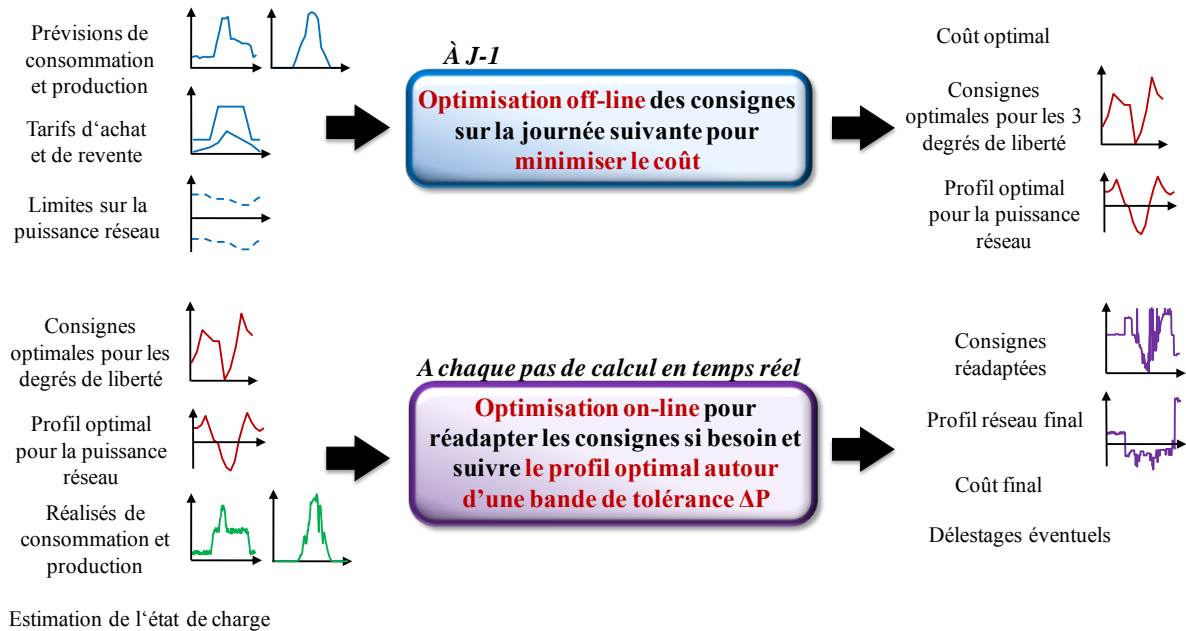 Prévisions de
consommation
et production
Tarifs d‘achat
et de revente
Limites sur la
puissance réseau
À J-1
Optimisation off-line des consignes
sur la journée suivante pour
minimiser le coût
Coût optimal
Consignes
optimales pour les 3
degrés de liberté
Profil optimal
pour la puissance
réseau
Consignes
optimales pour les
degrés de liberté
Profil optimal
pour la puissance
réseau
Réalisés de
consommation et
production
Estimation de l‘état de charge
A chaque pas de calcul en temps réel
Optimisation on-line pour
réadapter les consignes si besoin et
suivre le profil optimal autour
d’une bande de tolérance ΔP
Consignes
réadaptées
Profil réseau final
Coût final
Délestages éventuels